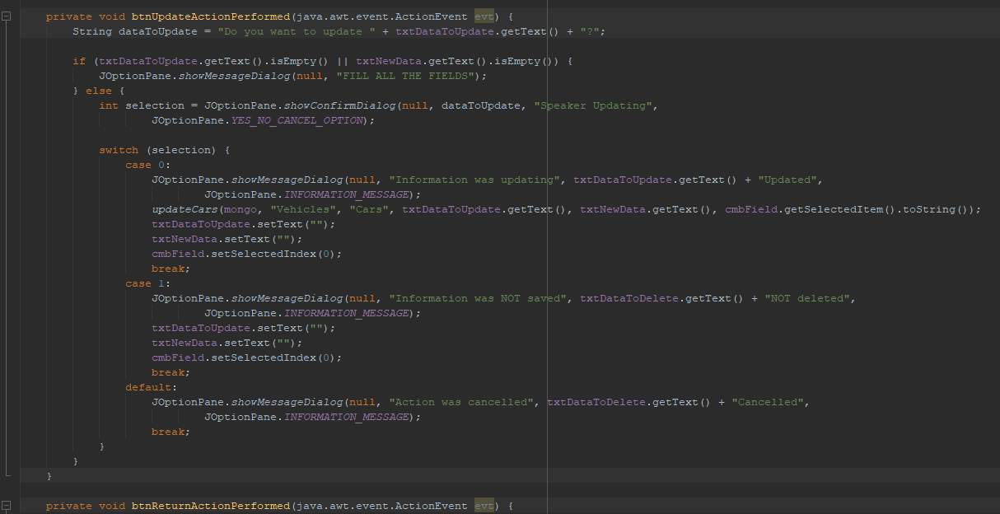 private void btnUpdateActionPerformed(java.awt.event.ActionEvent evt) {
String dataToUpdate = "Do you want to update " + txtDataToUpdate.getText() + "?";
if (txtDataToUpdate.getText().isEmpty() || txtNewData.getText().isEmpty()) {
JOptionPane.showMessageDialog(null, "FILL ALL THE FIELDS");
} else {
int selection = JOptionPane.showConfirmDialog(null, dataToUpdate, "Speaker Updating",
JOptionPane.YES_NO_CANCEL_OPTION);
switch (selection) {
case 0:
JOptionPane.showMessageDialog(null, "Information was updating", txtDataToUpdate.getText() + "Updated",
JOptionPane.INFORMATION_MESSAGE);
updateCars(mongo, "Vehicles", "Cars", txtDataToUpdate.getText(), txtNewData.getText(), cmbField.getSelectedItem().toString());
txtDataToUpdate.setText("");
txtNewData.setText("");
cmbField.setSelectedIndex(0);
break;
case 1:
JOptionPane.showMessageDialog(null, "Information was NOT saved", txtDataToDelete.getText() + "NOT deleted",
JOptionPane.INFORMATION_MESSAGE);
txtDataToUpdate.setText("");
txtNewData.setText("");
cmbField.setSelectedIndex(0);
break;
default:
JOptionPane.showMessageDialog(null, "Action was cancelled", txtDataToDelete.getText() + "Cancelled",
JOptionPane.INFORMATION_MESSAGE);
break;
}
}
}
private void btnReturnActionPerformed(java.awt.event.ActionEvent evt) {